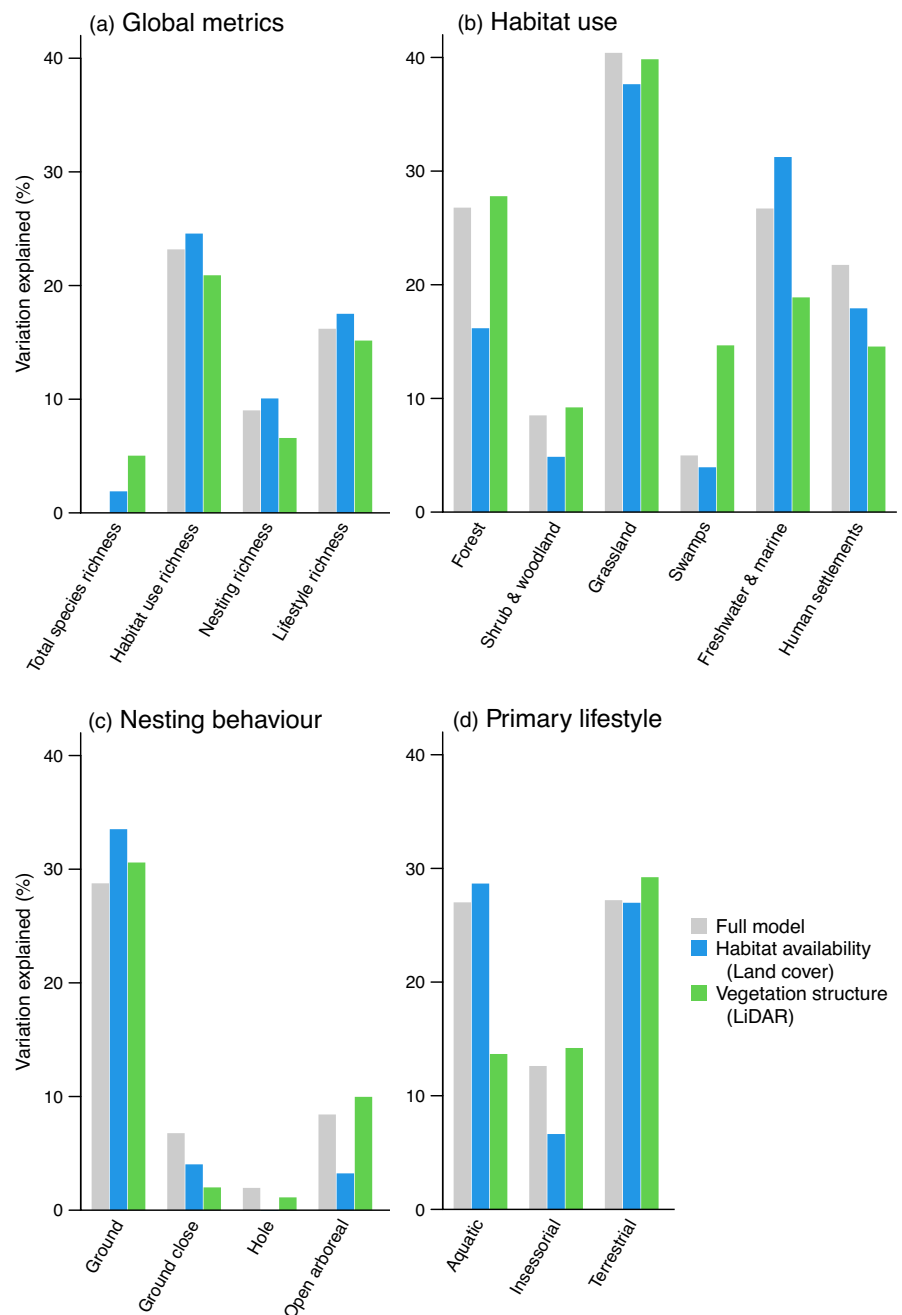 (a) Global metrics
Variation explained (%)
40
30
20
10
0
Total species richness
Habitat use richness
Nesting richness
Lifestyle richness
(b) Habitat use
40
30
20
10
0
Forest
Shrub & woodland
Grassland
Swamps
Freshwater & marine
Human settlements
(c) Nesting behaviour
Variation explained (%)
40
30
20
10
0
Ground
Ground close
Hole
Open arboreal
(d) Primary lifestyle
40
30
20
10
0
Aquatic
Insessorial
Terrestrial
Full model
Habitat availability
(Land cover)
Vegetation structure
(LiDAR)